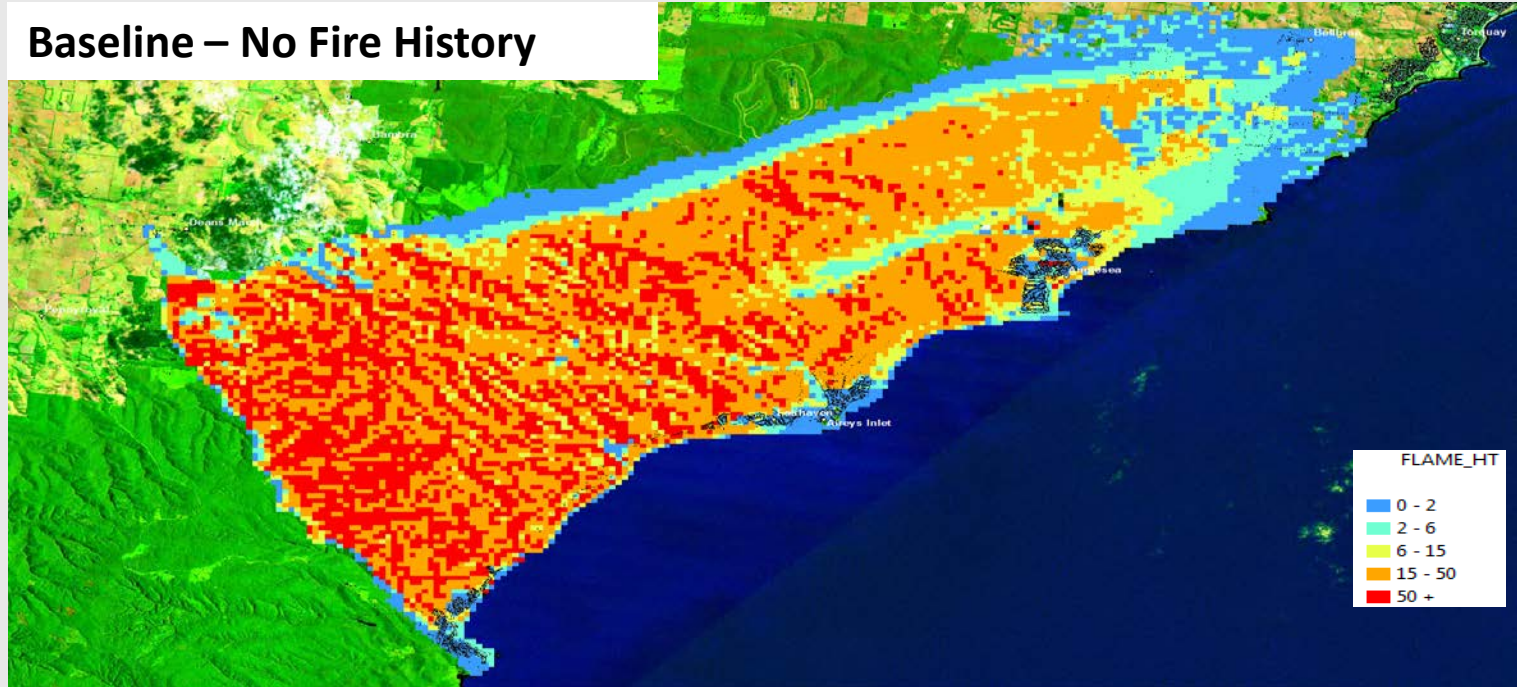 Baseline – No Fire History
Torquay
Bambra
Deans Marsh
Anglesea
Aireys Inlet
FLAME_HT
0 - 2
2 - 6
6 - 15
15 - 50
50 +